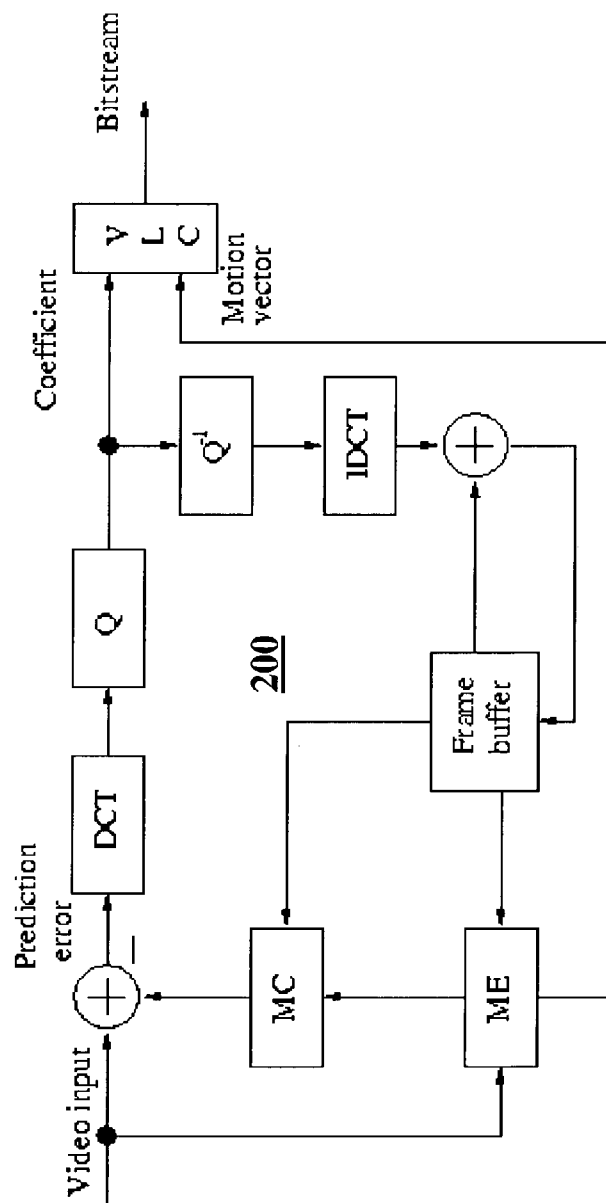 Video input
Prediction
error
DCT
Q
Coefficient
V
L
C
Bitstream
Motion
vector
Q-1
IDCT
200
MC
Frame
buffer
ME